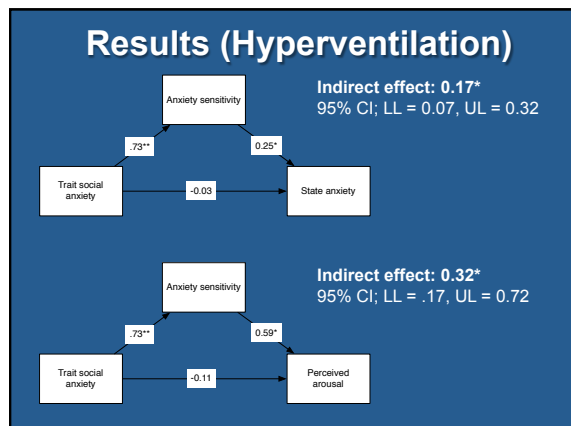 Results (Hyperventilation)
Anxiety sensitivity
Indirect effect: 0.17*
95% CI; LL = 0.07, UL = 0.32
.73**
0.25*
Trait social
anxiety
-0.03
State anxiety
Anxiety sensitivity
Indirect effect: 0.32*
95% CI; LL = .17, UL = 0.72
.73**
0.59*
Trait social
anxiety
-0.11
Perceived
arousal